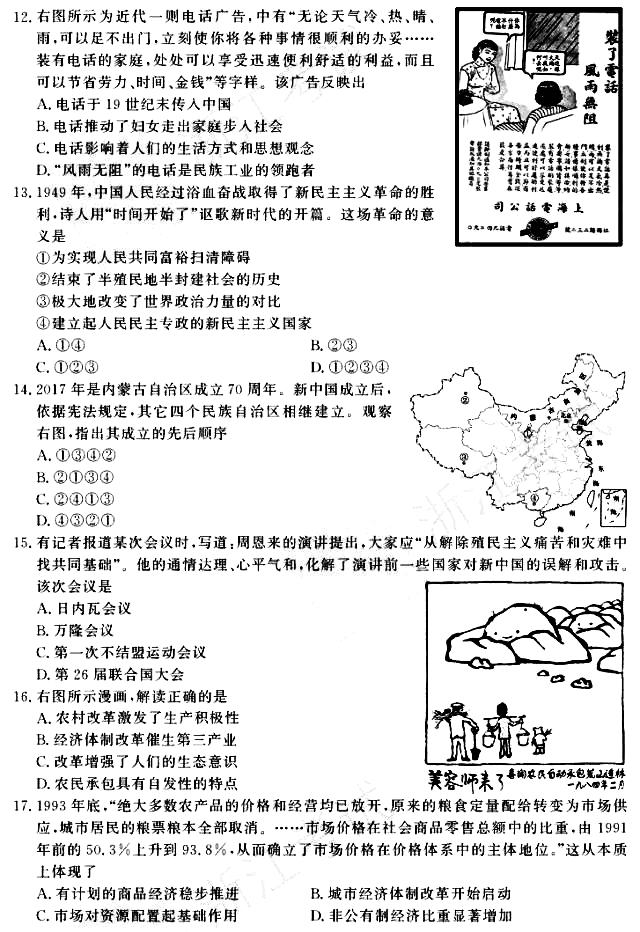 12. 右图所示为近代一则电话广告,中有“无论天气冷、热、晴、
雨,可以足不出门,立刻使你将各种事情很顺利的办妥……
装有电话的家庭,处处可以享受迅速便利舒适的利益,而且
可以节省劳力、时间、金钱”等字样。该广告反映出
A. 电话于 19 世纪末传入中国
B. 电话推动了妇女走出家庭步入社会
C. 电话影响着人们的生活方式和思想观念
D. “风雨无阻”的电话是民族工业的领跑者
裝了電話
風雨無阻
司公話電海上
13. 1949 年,中国人民经过浴血奋战取得了新民主主义革命的胜
利,诗人用“时间开始了”讴歌新时代的开篇。这场革命的意
义是
①为实现人民共同富裕扫清障碍
②结束了半殖民地半封建社会的历史
③极大地改变了世界政治力量的对比
④建立起人民民主专政的新民主主义国家
A. ①④ B. ②③
C. ①②③ D. ①②③④
14. 2017 年是内蒙古自治区成立 70 周年。新中国成立后,
依据宪法规定,其它四个民族自治区相继建立。观察
右图,指出其成立的先后顺序
A. ①③④②
B. ②①③④
C. ②④①③
D. ④③②①
15. 有记者报道某次会议时,写道:周恩来的演讲提出,大家应“从解除殖民主义痛苦和灾难中
找共同基础”。他的通情达理、心平气和,化解了演讲前一些国家对新中国的误解和攻击。
该次会议是
A. 日内瓦会议
B. 万隆会议
C. 第一次不结盟运动会议
D. 第 26 届联合国大会
16. 右图所示漫画,解读正确的是
A. 农村改革激发了生产积极性
B. 经济体制改革催生第三产业
C. 改革增强了人们的生态意识
D. 农民承包具有自发性的特点
美容师来了
喜闻农民自动承包荒山造林
一九八四年二月
17. 1993 年底,“绝大多数农产品的价格和经营均已放开,原来的粮食定量配给转变为市场供
应,城市居民的粮票粮本全部取消。……市场价格在社会商品零售总额中的比重,由 1991
年前的 50.3%上升到 93.8%,从而确立了市场价格在价格体系中的主体地位。”这从本质
上体现了
A. 有计划的商品经济稳步推进 B. 城市经济体制改革开始启动
C. 市场对资源配置起基础作用 D. 非公有制经济比重显著增加